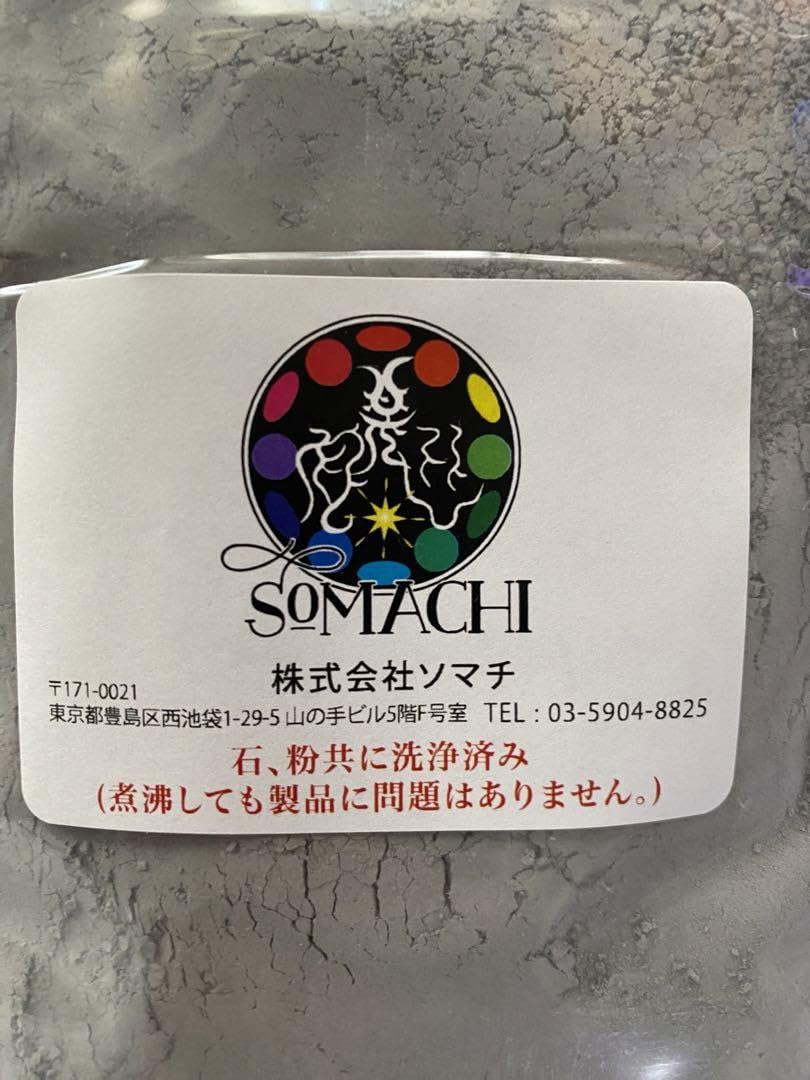 SoMACHI
株式会社ソマチ
〒171-0021
東京都豊島区西池袋1-29-5 山の手ビル5階F号室 TEL : 03-5904-8825
石、粉共に洗浄済み
(煮沸しても製品に問題はありません。)